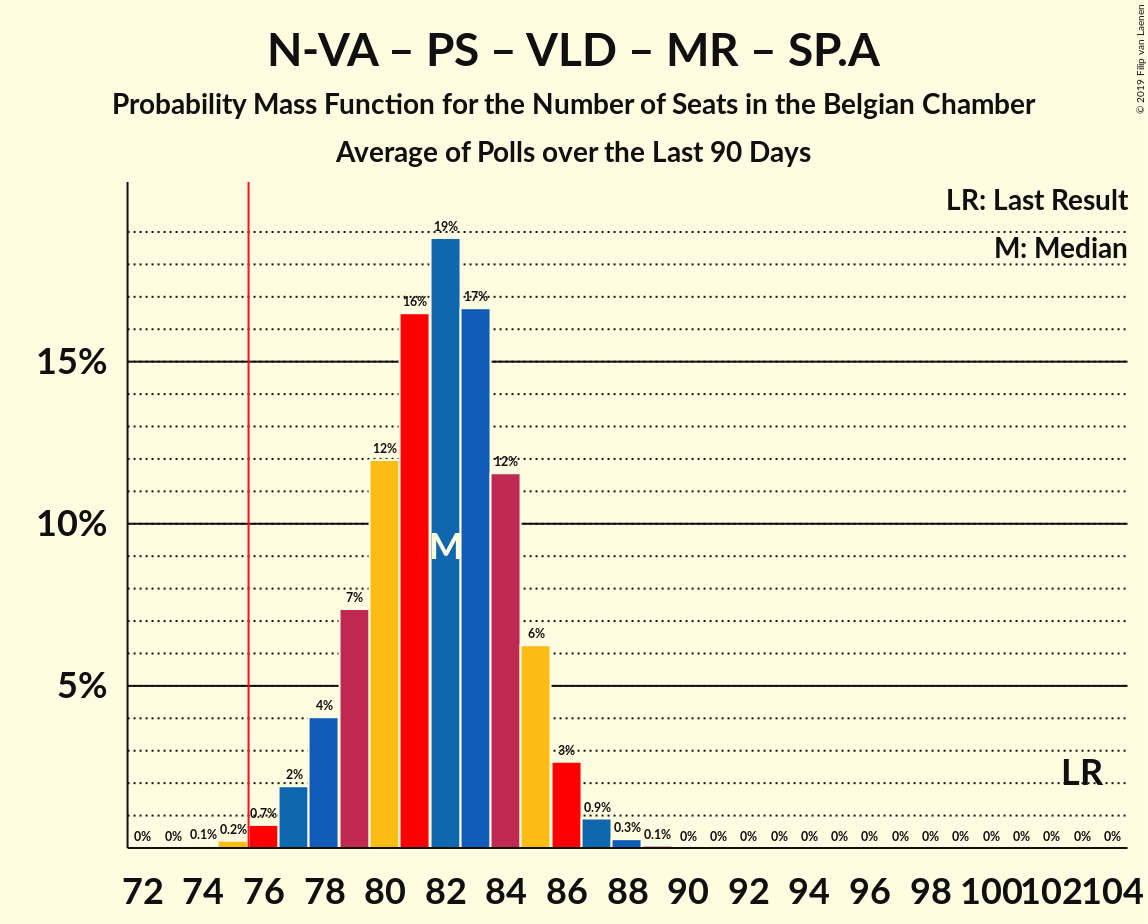 N-VA – PS – VLD – MR – SP.A
Probability Mass Function for the Number of Seats in the Belgian Chamber
Average of Polls over the Last 90 Days
© 2019 Filip van Laenen
LR: Last Result
M: Median
15%
10%
5%
0% 0% 0.1% 0.2% 0.7% 2% 4% 7% 12% 16% 19% 17% 12% 6% 3% 0.9% 0.3% 0.1% 0% 0% 0% 0% 0% 0% 0% 0% 0% 0% 0% 0% 0% 0% 0%
M
LR
72 74 76 78 80 82 84 86 88 90 92 94 96 98 100 102 104